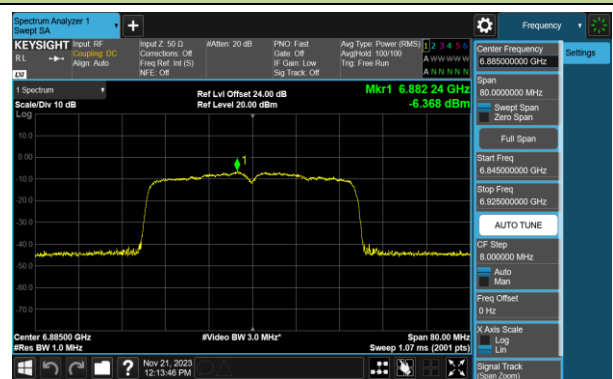 Spectrum Analyzer 1
Swept SA
Frequency
KEYSIGHT
Input: RF
Coupling: DC
Align: Auto
Input Z: 50 Ω
Corrections: Off
Freq Ref: Int (S)
NFE: Off
#Atten: 20 dB
PNO: Fast
Gate: Off
IF Gain: Low
Sig Track: Off
Avg Type: Power (RMS)
Avg|Hold: 100/100
Trig: Free Run
1 2 3 4 5 6
A W W W W W
A N N N N N
R L
LXI
1 Spectrum
Scale/Div 10 dB
Log
Ref Lvl Offset 24.00 dB
Ref Level 20.00 dBm
Mkr1 6.882 24 GHz
-6.368 dBm
10.0
0.00
1
-10.0
-20.0
-30.0
-40.0
-50.0
-60.0
-70.0
Center 6.88500 GHz
#Res BW 1.0 MHz
#Video BW 3.0 MHz*
Span 80.00 MHz
Sweep 1.07 ms (2001 pts)
Nov 21, 2023
12:13:46 PM
Center Frequency
6.885000000 GHz
Settings
Span
80.0000000 MHz
Swept Span
Zero Span
Full Span
Start Freq
6.845000000 GHz
Stop Freq
6.925000000 GHz
AUTO TUNE
CF Step
8.000000 MHz
Auto
Man
Freq Offset
0 Hz
X Axis Scale
Log
Lin
Signal Track
(Span Zoom)